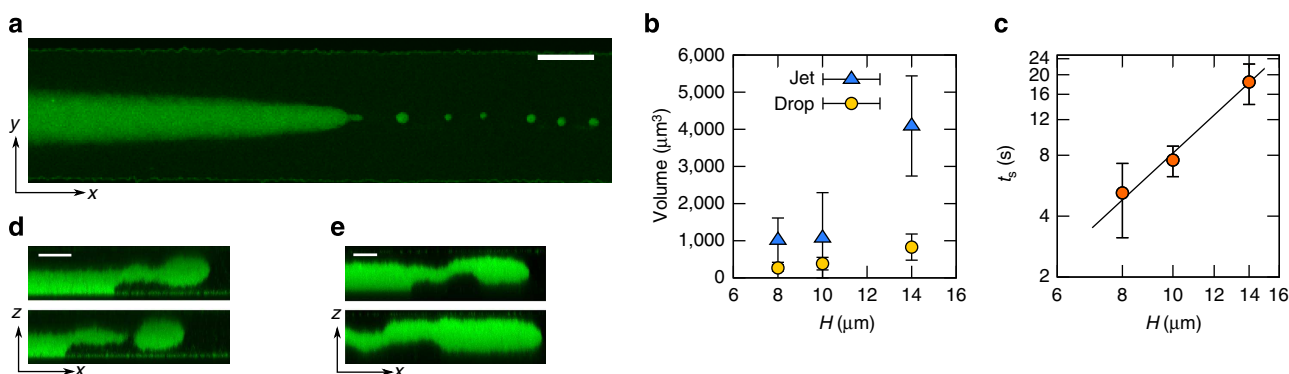 a
y
x
b
6,000
5,000
4,000
3,000
2,000
1,000
0
Volume (μm³)
Jet
Drop
6 8 10 12 14 16
H (μm)
c
24
20
16
12
8
4
2
tₛ (s)
6 8 10 12 14 16
H (μm)
d
z
x
e
z
x